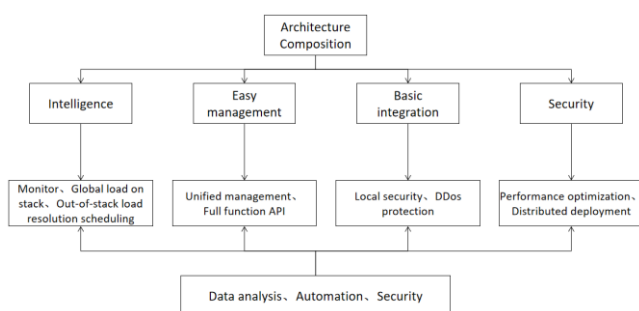 Architecture
Composition
Intelligence
Easy
management
Basic
integration
Security
Monitor、Global load on
stack、Out-of-stack load
resolution scheduling
Unified management、
Full function API
Local security、DDos
protection
Performance optimization、
Distributed deployment
Data analysis、Automation、Security